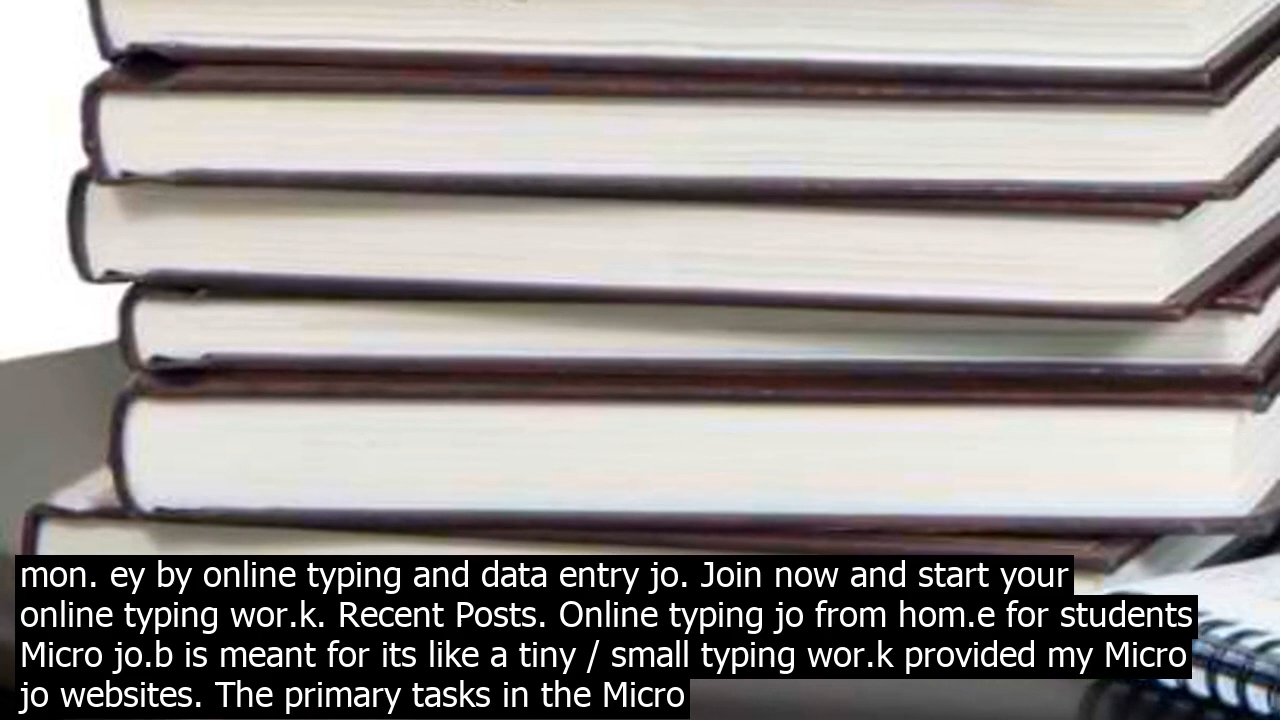 mon. ey by online typing and data entry jo. Join now and start your
online typing wor.k. Recent Posts. Online typing jo from hom.e for students
Micro jo.b is meant for its like a tiny / small typing wor.k provided my Micro
jo websites. The primary tasks in the Micro